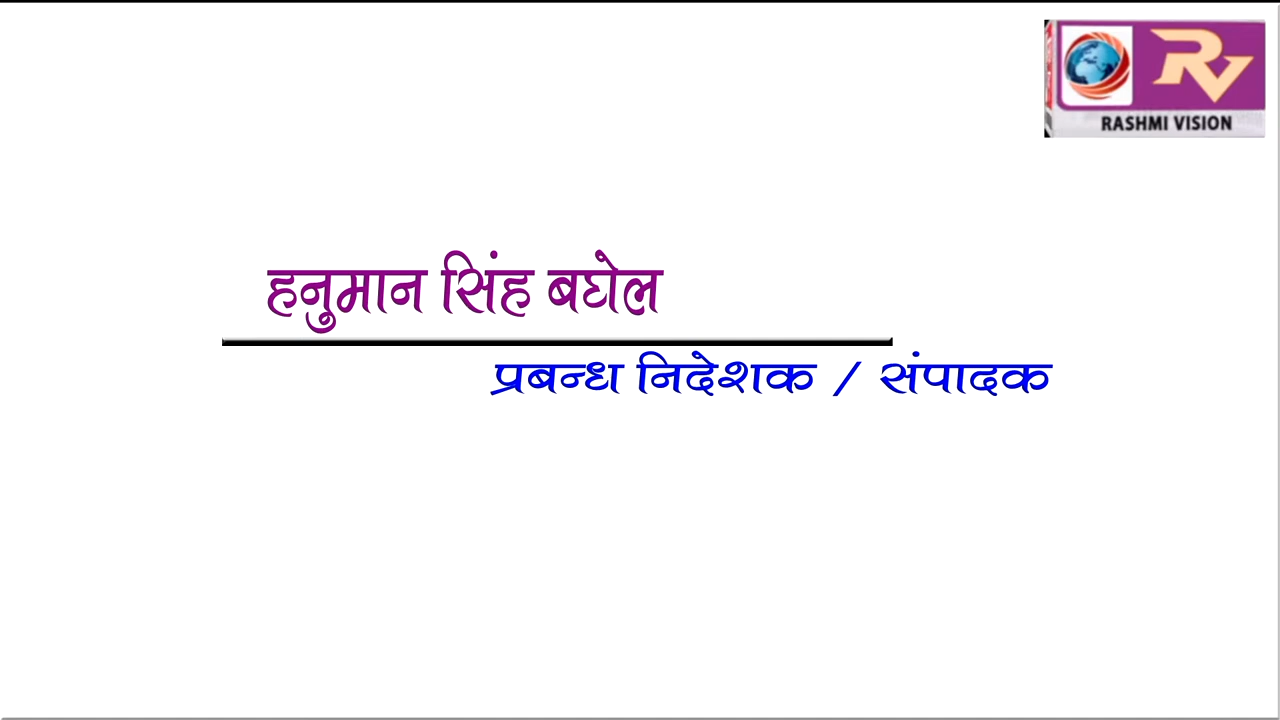 RV
RASHMI VISION
हनुमान सिंह बघेल
प्रबन्ध निदेशक / संपादक